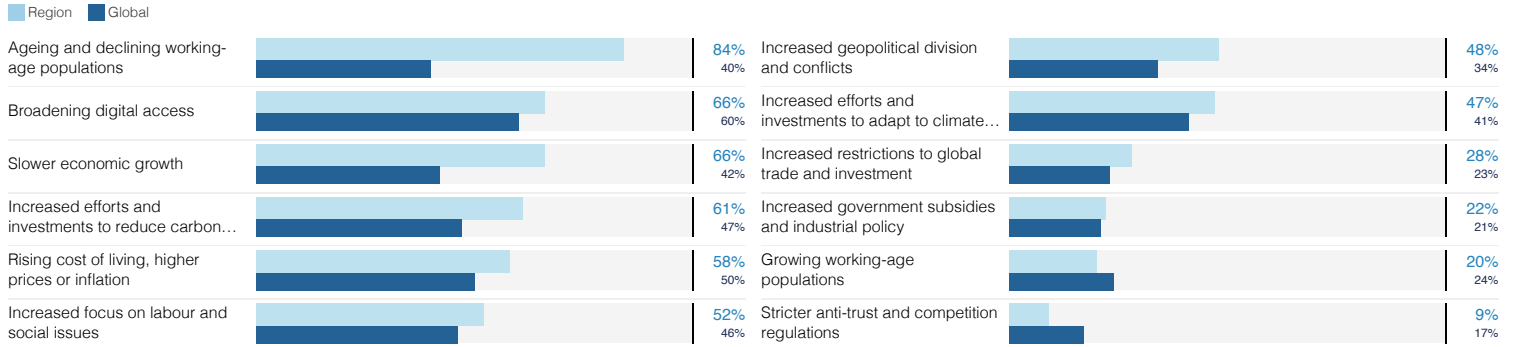 Region Global
Ageing and declining working-
age populations
84%
40%
Broadening digital access
66%
60%
Slower economic growth
66%
42%
Increased efforts and
investments to reduce carbon…
61%
47%
Rising cost of living, higher
prices or inflation
58%
50%
Increased focus on labour and
social issues
52%
46%
Increased geopolitical division
and conflicts
48%
34%
Increased efforts and
investments to adapt to climate…
47%
41%
Increased restrictions to global
trade and investment
28%
23%
Increased government subsidies
and industrial policy
22%
21%
Growing working-age
populations
20%
24%
Stricter anti-trust and competition
regulations
9%
17%